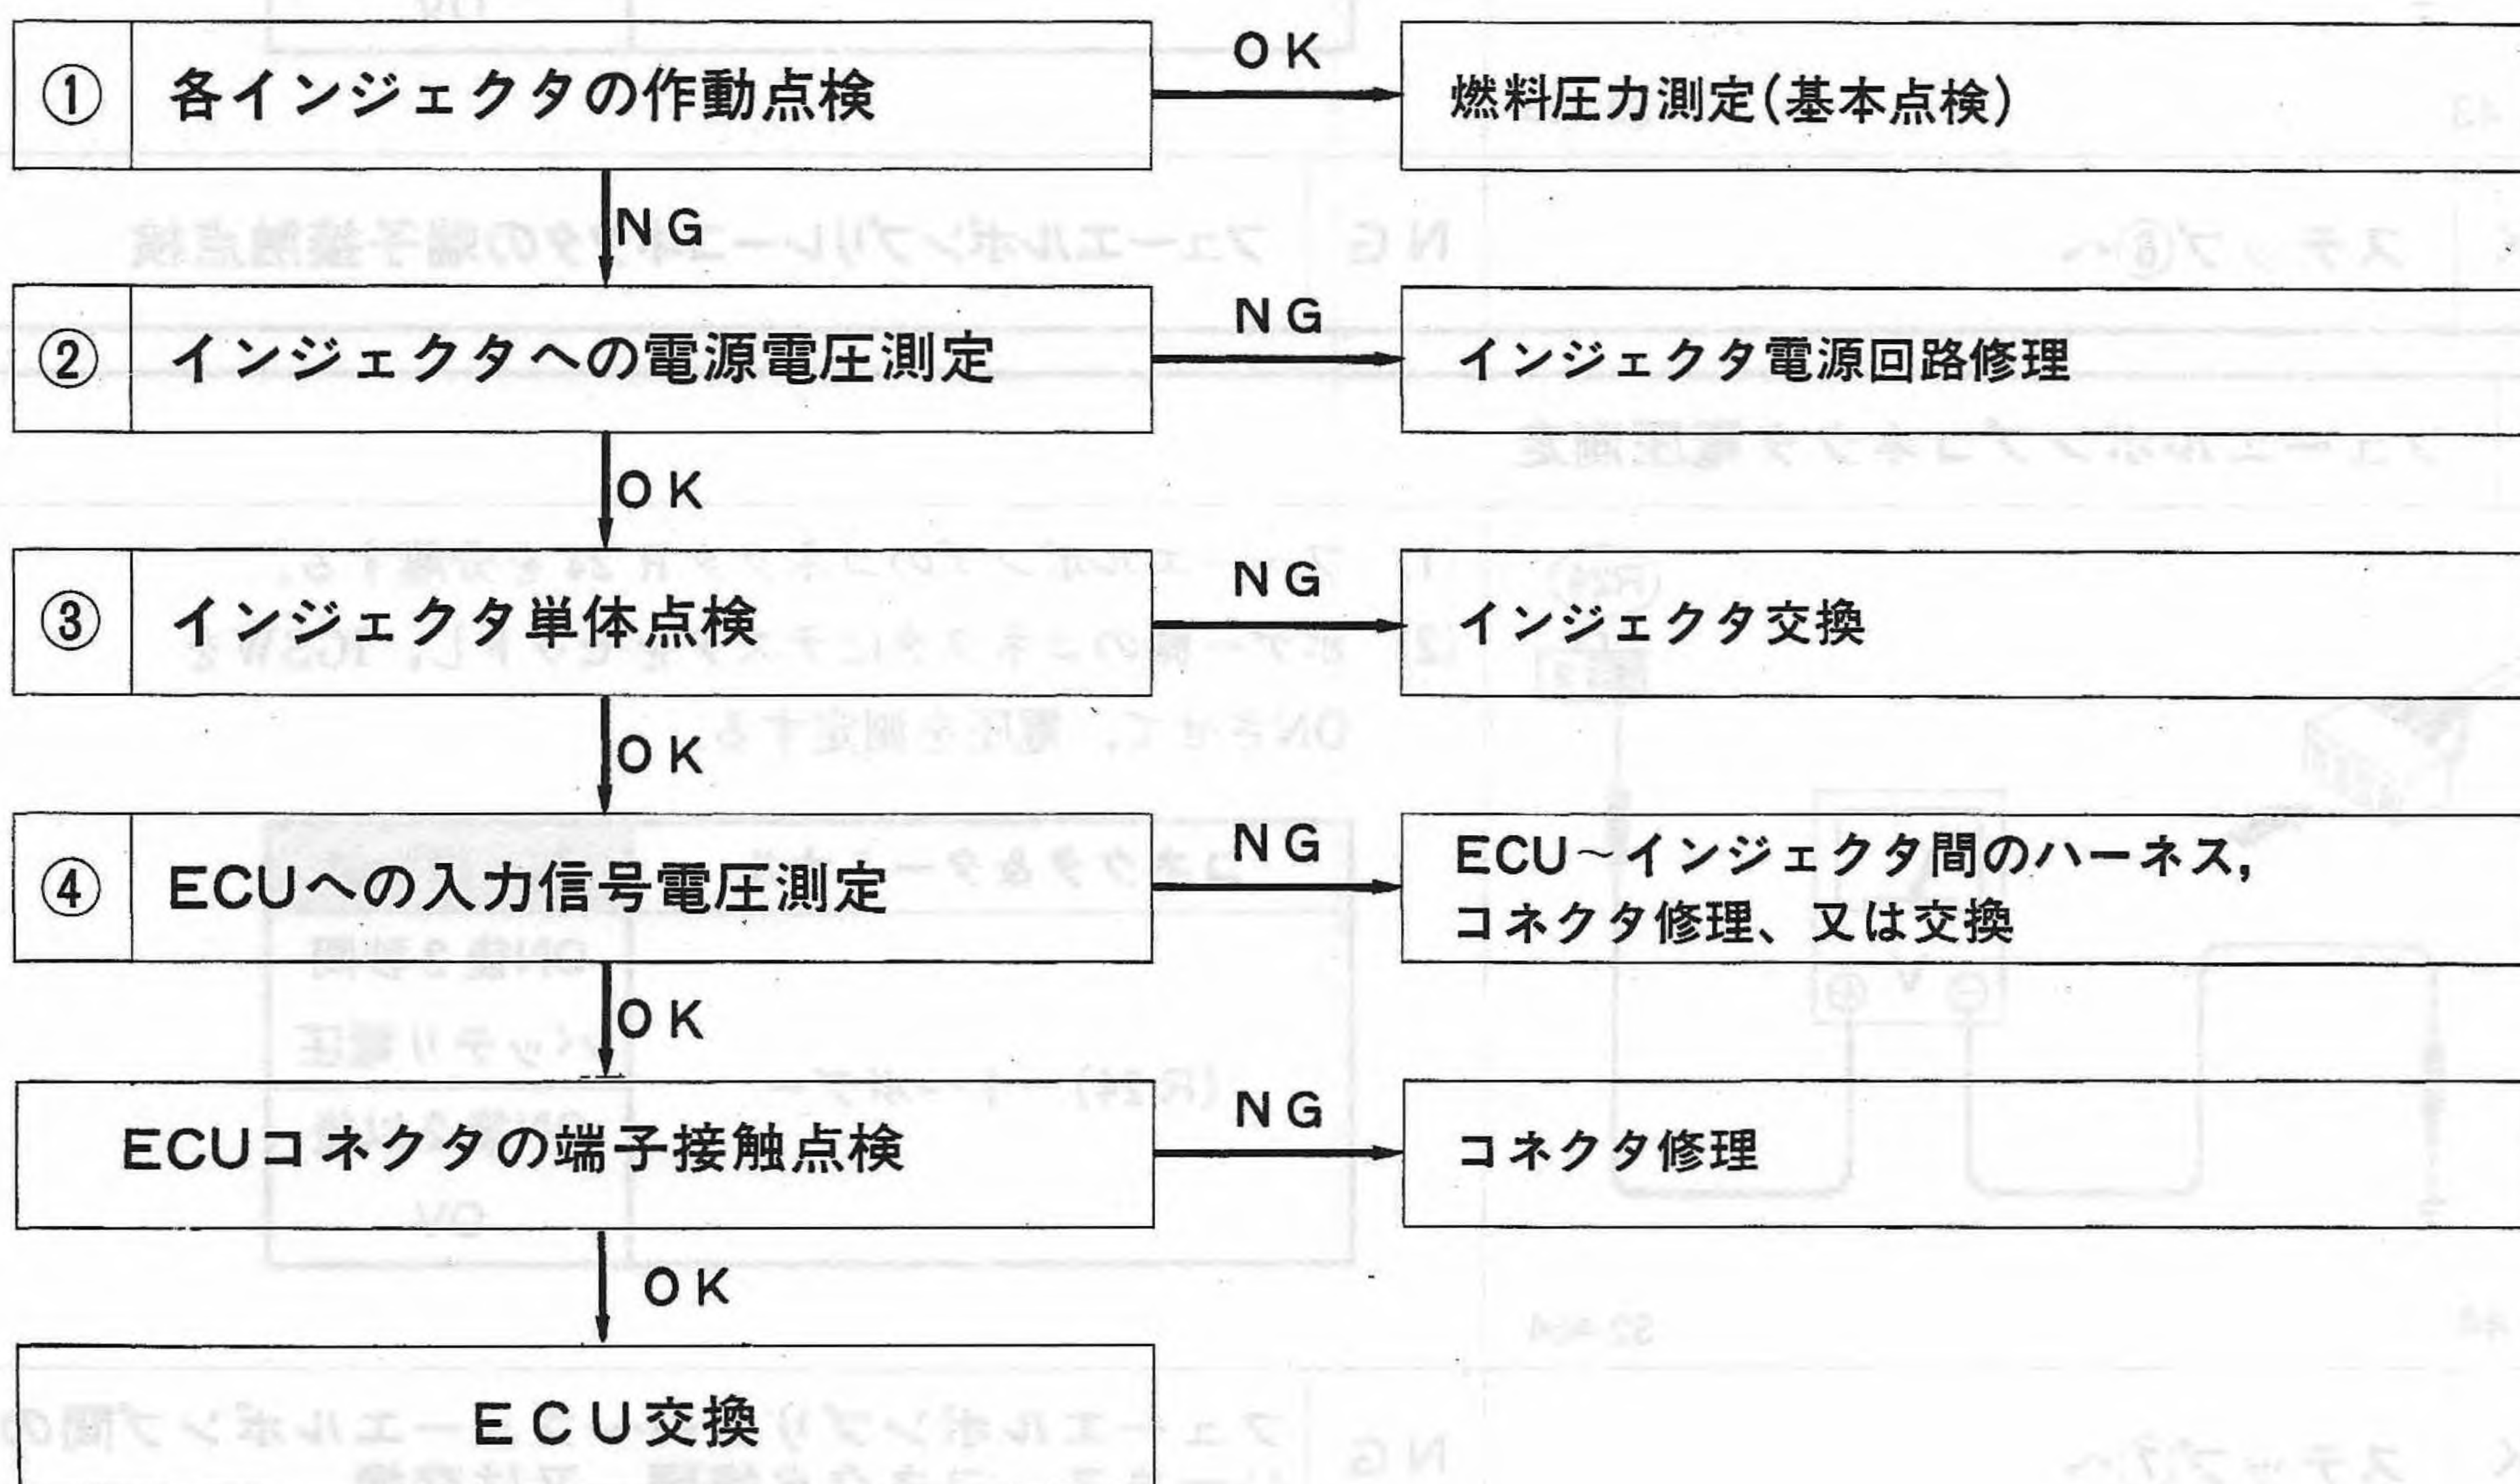 ① 各インジェクタの作動点検
OK
燃料圧力測定(基本点検)
NG
② インジェクタへの電源電圧測定
NG
インジェクタ電源回路修理
OK
③ インジェクタ単体点検
NG
インジェクタ交換
OK
④ ECUへの入力信号電圧測定
NG
ECU~インジェクタ間のハーネス,
コネクタ修理、又は交換
OK
ECUコネクタの端子接触点検
NG
コネクタ修理
OK
ECU交換